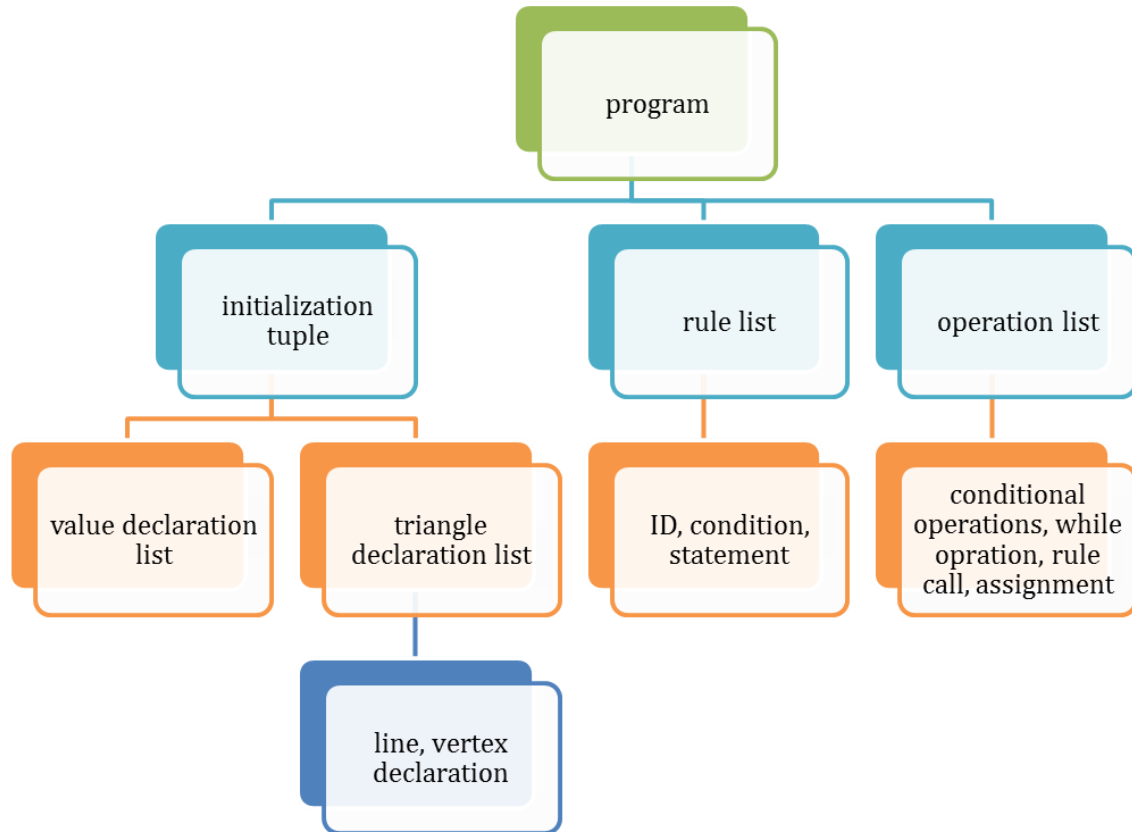 program
initialization
tuple
rule list
operation list
value declaration
list
triangle
declaration list
ID, condition,
statement
conditional
operations, while
opration, rule
call, assignment
line, vertex
declaration